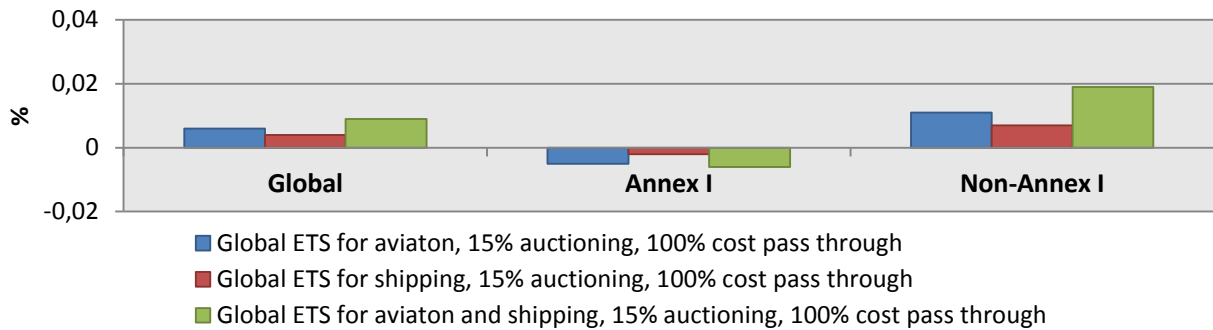 0,04
0,02
%
0
-0,02
Global
Annex I
Non-Annex I
Global ETS for aviaton, 15% auctioning, 100% cost pass through
Global ETS for shipping, 15% auctioning, 100% cost pass through
Global ETS for aviaton and shipping, 15% auctioning, 100% cost pass through